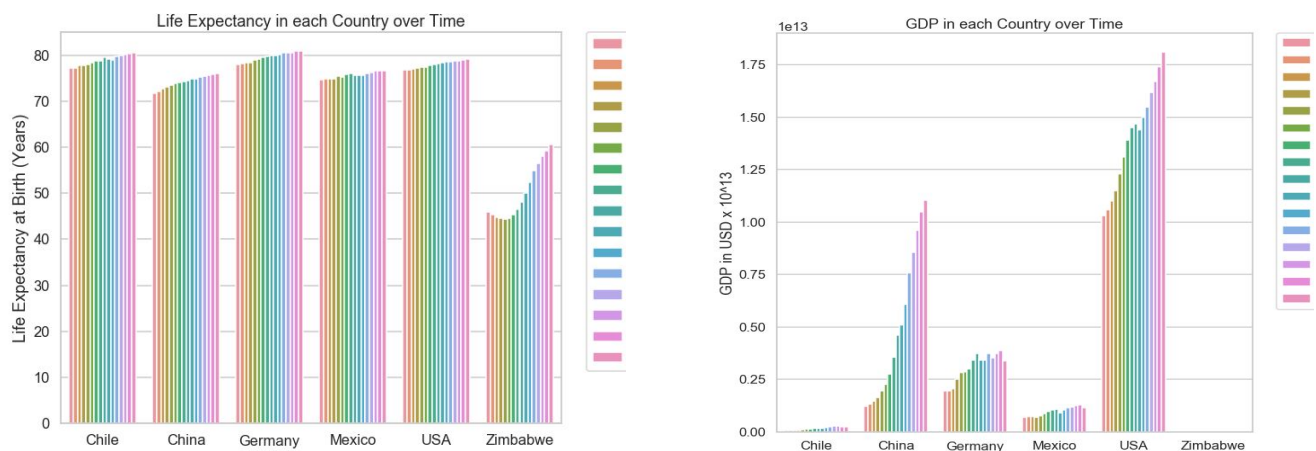 Life Expectancy in each Country over Time
Life Expectancy at Birth (Years)
80
70
60
50
40
30
20
10
0
Chile China Germany Mexico USA Zimbabwe
GDP in each Country over Time
1e13
GDP in USD x 10^13
1.75
1.50
1.25
1.00
0.75
0.50
0.25
0.00
Chile China Germany Mexico USA Zimbabwe